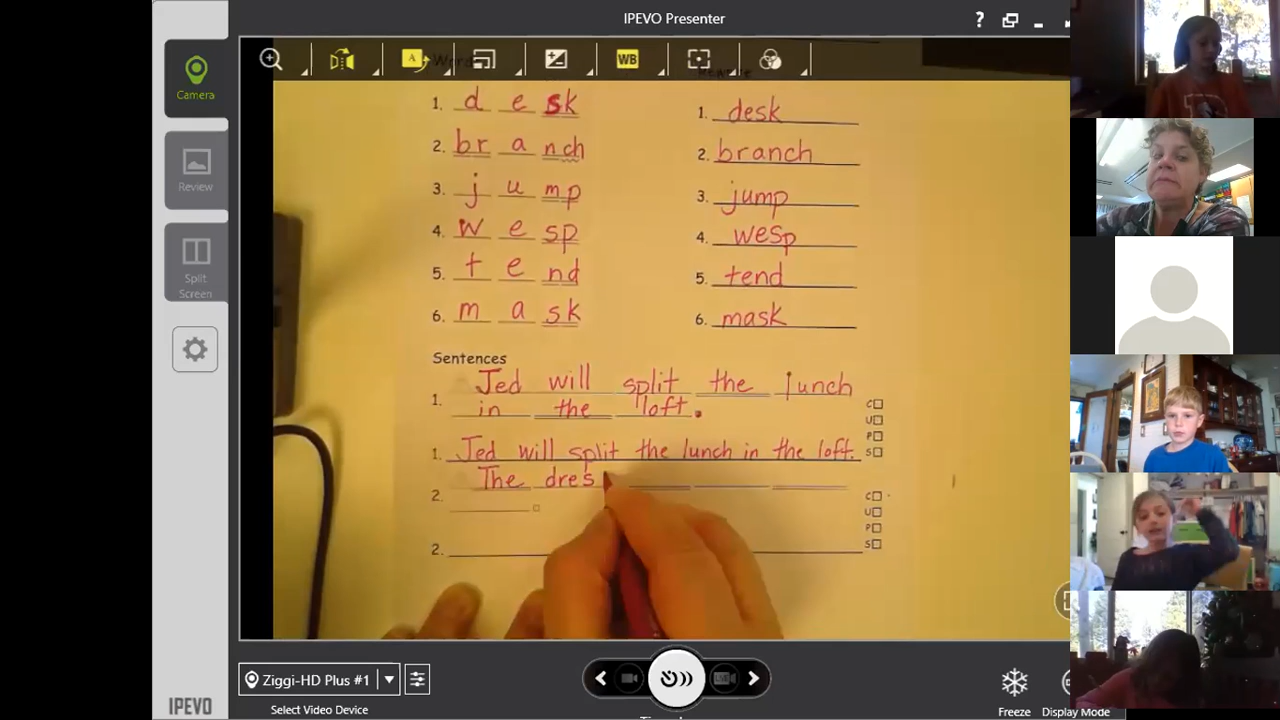 IPEVO Presenter
?
Camera
Review
Split
Screen
A
WB
1. d e sk
1. desk
2. br a nch
2. branch
3. j u mp
3. jump
4. w e sp
4. wesp
5. t e nd
5. tend
6. m a sk
6. mask
Sentences
1. Jed will split the lunch
in the loft.
C
U
P
S
1. Jed will split the lunch in the loft.
2. The dres
C
U
P
S
2.
IPEVO
Ziggi-HD Plus #1
Select Video Device
Freeze
Display Mode